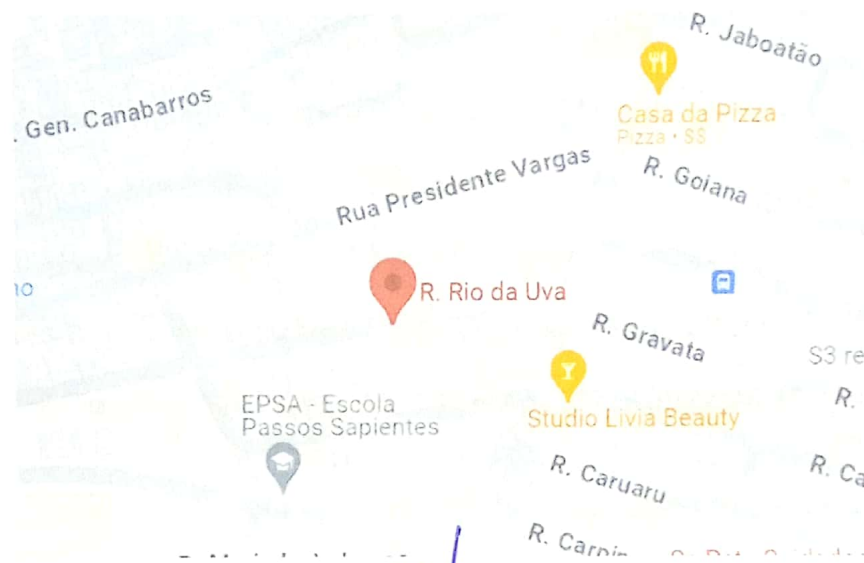 R. Jaboatão
Gen. Canabarros
Casa da Pizza
Pizza · $$
Rua Presidente Vargas
R. Goiana
R. Rio da Uva
R. Gravata
S3
EPSA - Escola
Passos Sapientes
Studio Livia Beauty
R.
R. Caruaru
R.
R.